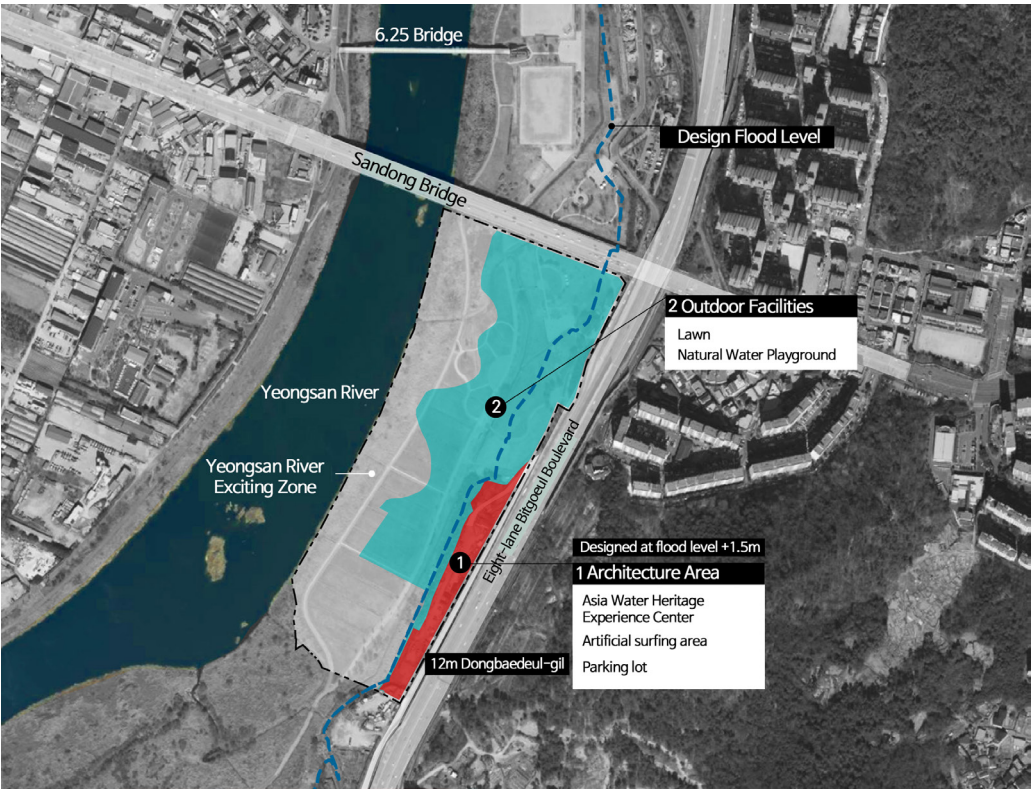 6.25 Bridge
Design Flood Level
Sandong Bridge
2 Outdoor Facilities
Lawn
Natural Water Playground
Yeongsan River
2
Yeongsan River
Exciting Zone
Eight-lane Bitgoeul Boulevard
Designed at flood level +1.5m
1
1 Architecture Area
Asia Water Heritage
Experience Center
Artificial surfing area
Parking lot
12m Dongbaedeul-gil